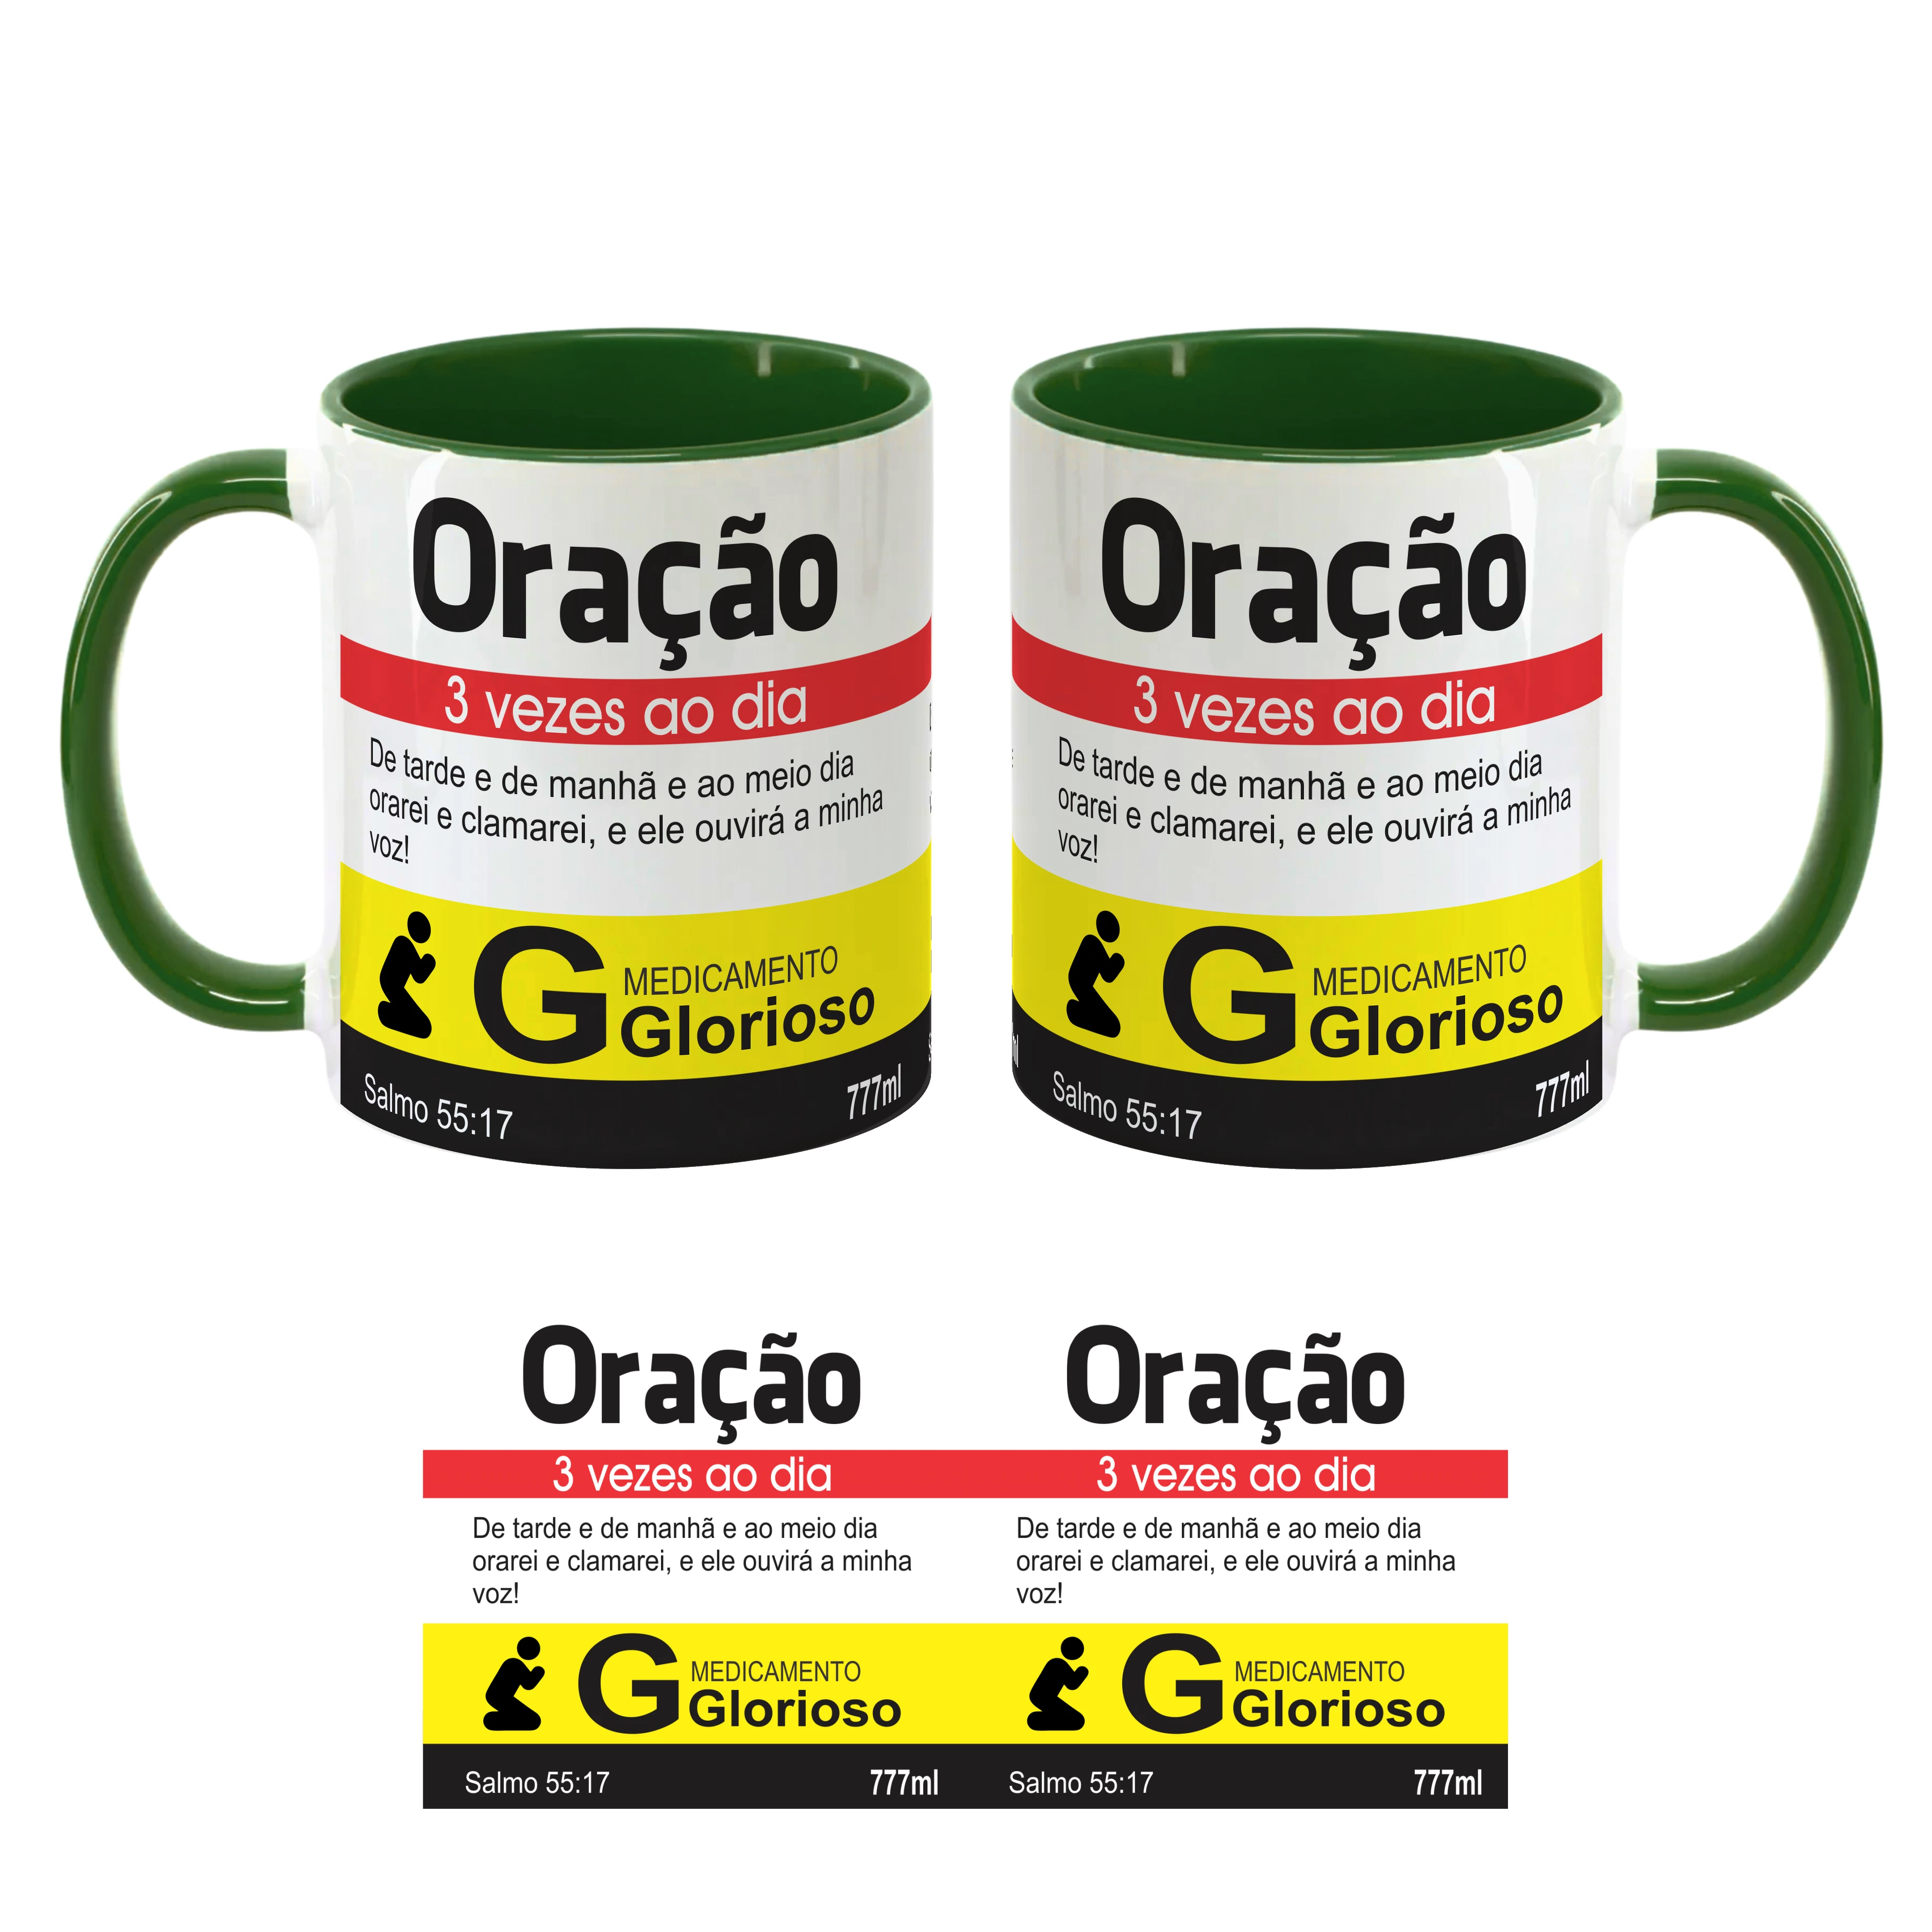 Oração
3 vezes ao dia
De tarde e de manhã e ao meio dia
orarei e clamarei, e ele ouvirá a minha
voz!
G MEDICAMENTO
Glorioso
Salmo 55:17 777ml
Oração
3 vezes ao dia
De tarde e de manhã e ao meio dia
orarei e clamarei, e ele ouvirá a minha
voz!
G MEDICAMENTO
Glorioso
Salmo 55:17 777ml
Oração
3 vezes ao dia
De tarde e de manhã e ao meio dia
orarei e clamarei, e ele ouvirá a minha
voz!
G MEDICAMENTO
Glorioso
Salmo 55:17 777ml
Oração
3 vezes ao dia
De tarde e de manhã e ao meio dia
orarei e clamarei, e ele ouvirá a minha
voz!
G MEDICAMENTO
Glorioso
Salmo 55:17 777ml